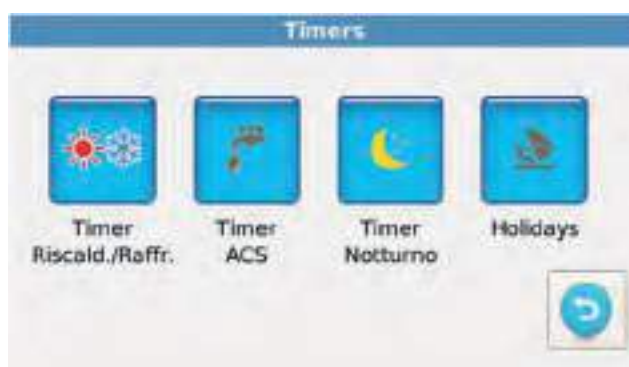 Timers
Timer
Riscald./Raffr.
Timer
ACS
Timer
Notturno
Holidays